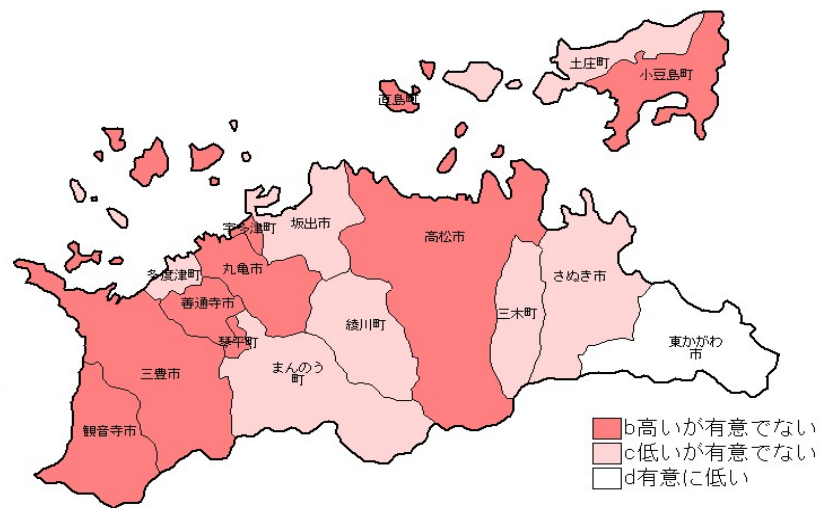 土庄町
小豆島町
直島町
宇多津町
坂出市
高松市
多度津町
丸亀市
さぬき市
善通寺市
三木町
綾川町
琴平町
東かがわ
市
三豊市
まんのう
町
観音寺市
b高いが有意でない
c低いが有意でない
d有意に低い